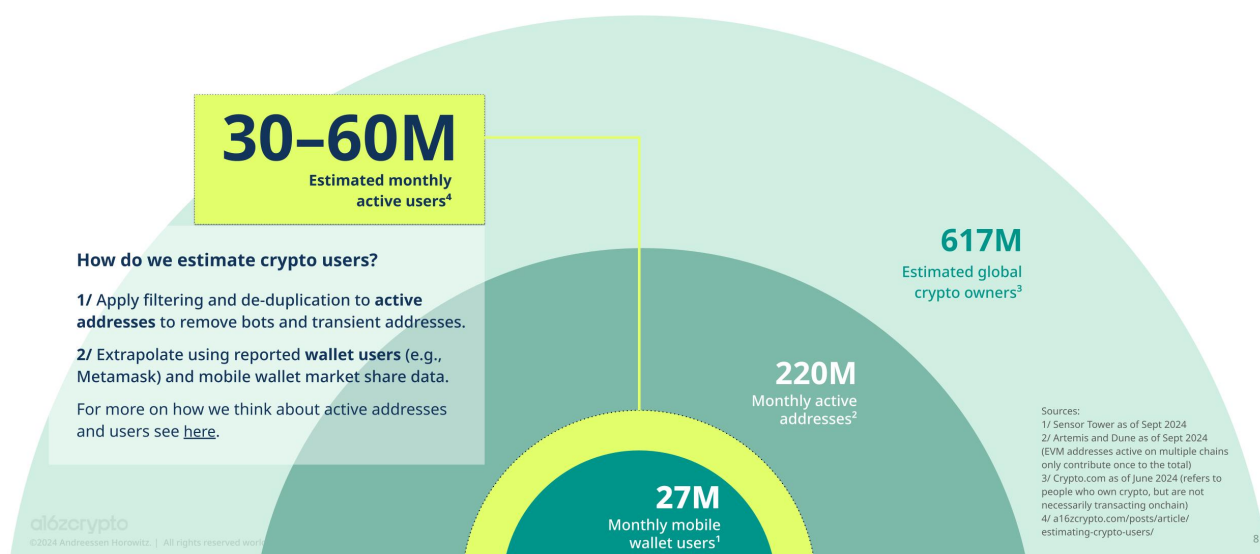 30–60M
Estimated monthly
active users⁴
How do we estimate crypto users?
1/ Apply filtering and de-duplication to active
addresses to remove bots and transient addresses.
2/ Extrapolate using reported wallet users (e.g.,
Metamask) and mobile wallet market share data.
For more on how we think about active addresses
and users see here.
617M
Estimated global
crypto owners³
220M
Monthly active
addresses²
27M
Monthly mobile
wallet users¹
Sources:
1/ Sensor Tower as of Sept 2024
2/ Artemis and Dune as of Sept 2024
(EVM addresses active on multiple chains
only contribute once to the total)
3/ Crypto.com as of June 2024 (refers to
people who own crypto, but are not
necessarily transacting onchain)
4/ a16zcrypto.com/posts/article/
estimating-crypto-users/
a16zcrypto
©2024 Andreessen Horowitz. | All rights reserved